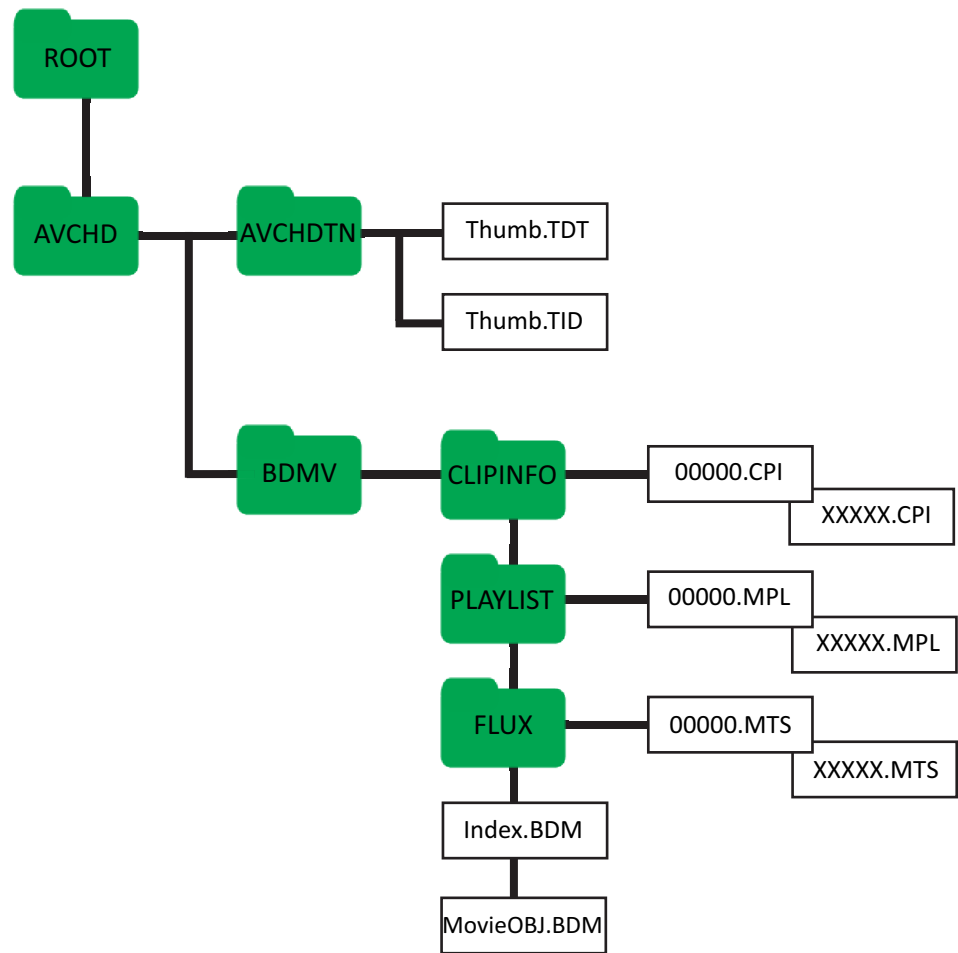 ROOT
AVCHD
AVCHDTN
Thumb.TDT
Thumb.TID
BDMV
CLIPINFO
00000.CPI
XXXXX.CPI
PLAYLIST
00000.MPL
XXXXX.MPL
FLUX
00000.MTS
XXXXX.MTS
Index.BDM
MovieOBJ.BDM